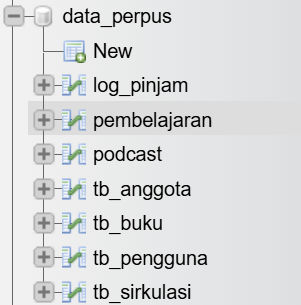 data_perpus
New
log_pinjam
pembelajaran
podcast
tb_anggota
tb_buku
tb_pengguna
tb_sirkulasi